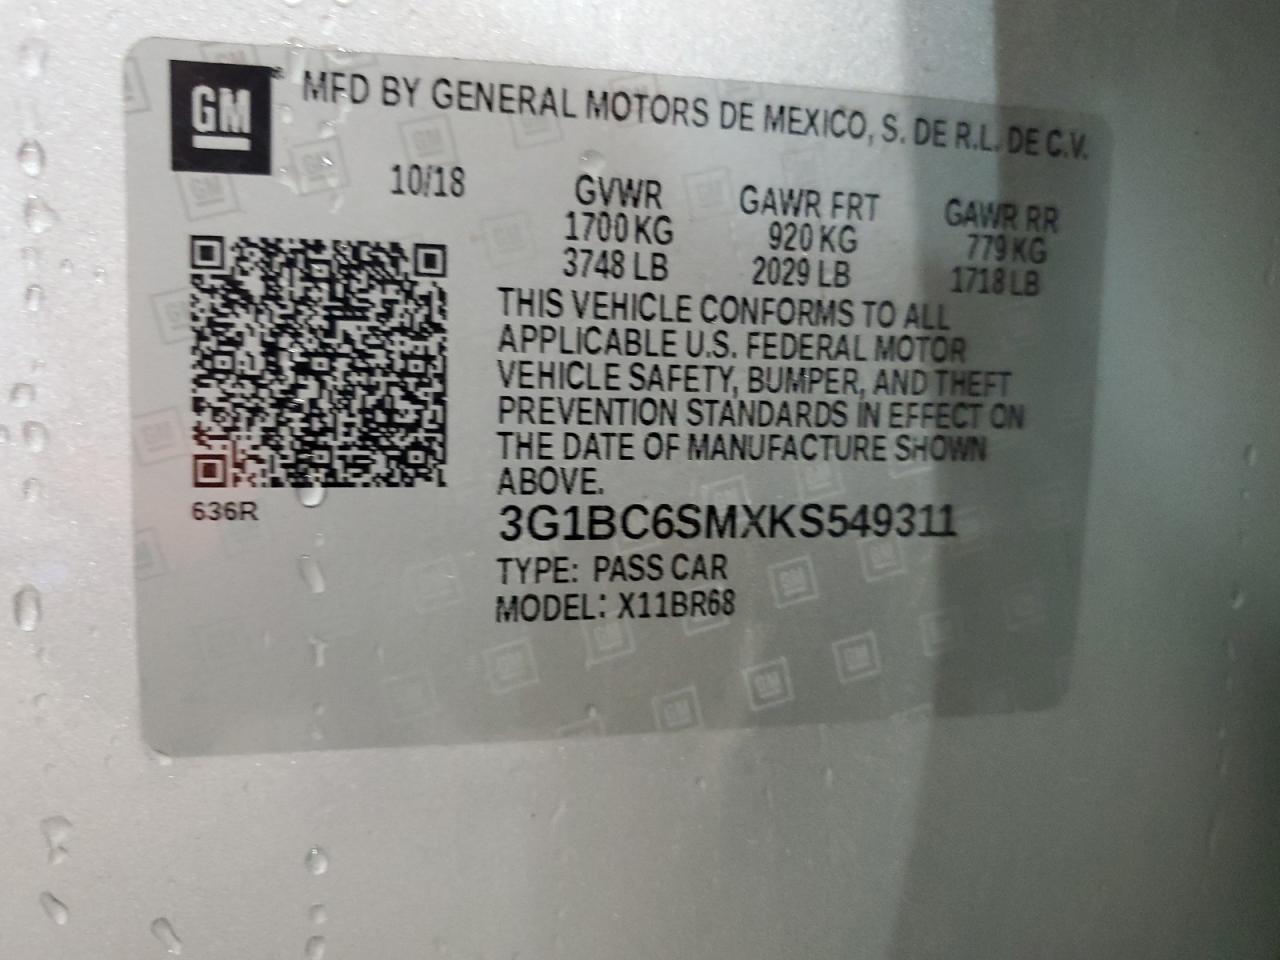 GM
MFD BY GENERAL MOTORS DE MEXICO, S. DE R.L. DE C.V.
10/18
GVWR
1700 KG
3748 LB
GAWR FRT
920 KG
2029 LB
GAWR RR
779 KG
1718 LB
THIS VEHICLE CONFORMS TO ALL
APPLICABLE U.S. FEDERAL MOTOR
VEHICLE SAFETY, BUMPER, AND THEFT
PREVENTION STANDARDS IN EFFECT ON
THE DATE OF MANUFACTURE SHOWN
ABOVE.
636R
3G1BC6SMXKS549311
TYPE: PASS CAR
MODEL: X11BR68